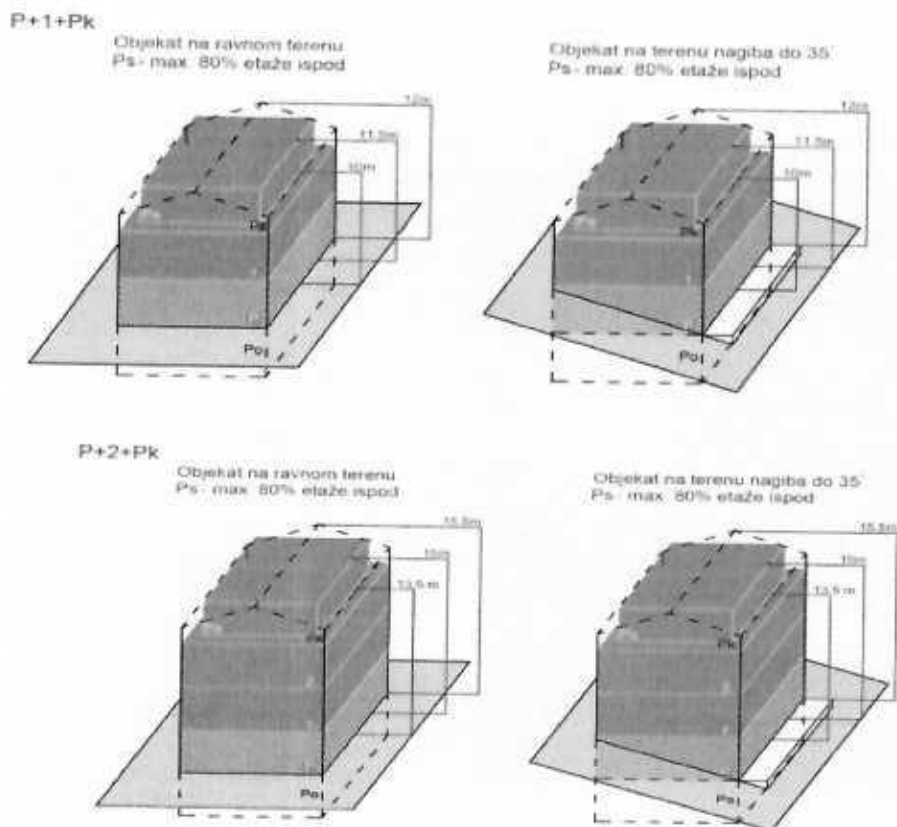 P+1+Pk
Objekat na ravnom terenu
Ps - max. 80% etaže ispod
12m
11.5m
10m
Ps
Po
Objekat na terenu nagiba do 35°
Ps - max. 80% etaže ispod
12m
11.5m
10m
Pk
Po
P+2+Pk
Objekat na ravnom terenu
Ps - max. 80% etaže ispod
15.5m
15m
13.5 m
Po
Objekat na terenu nagiba do 35°
Ps - max. 80% etaže ispod
15.5m
15m
13.5 m
Pk
Po